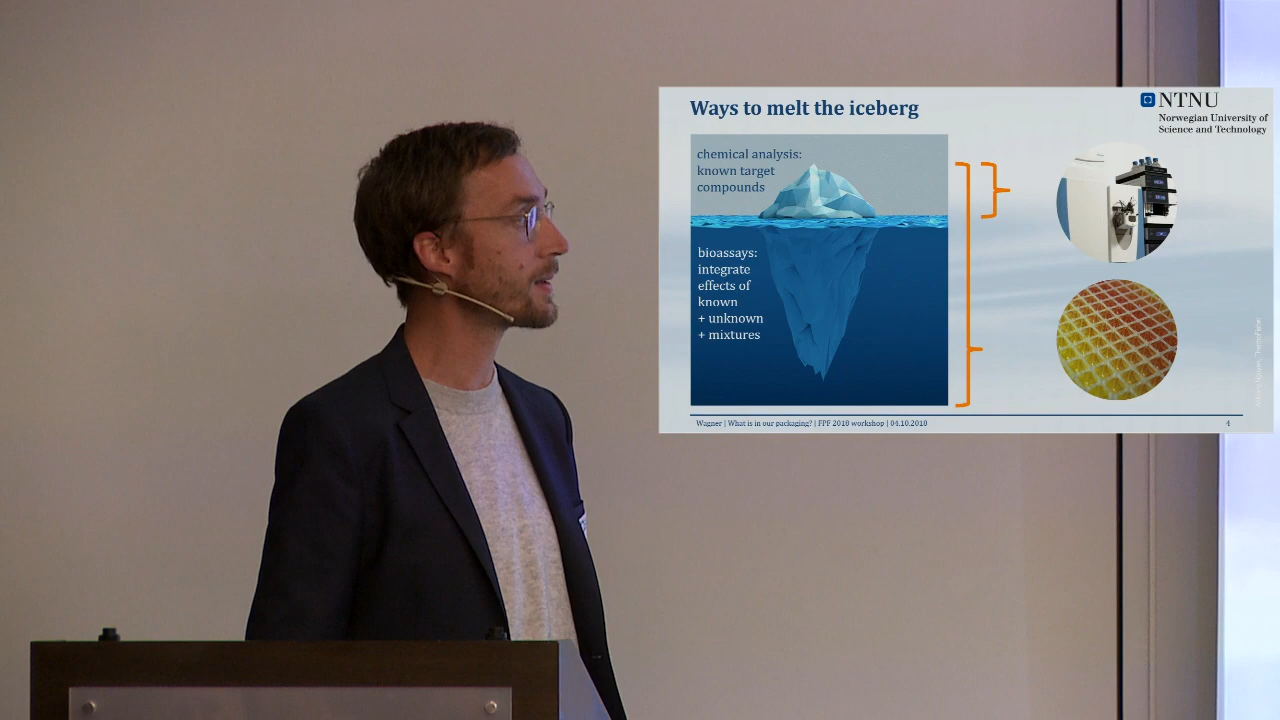 Ways to melt the iceberg
NTNU
Norwegian University of
Science and Technology
chemical analysis:
known target
compounds
bioassays:
integrate
effects of
known
+ unknown
+ mixtures
Wagner | What is in our packaging? | FPF 2018 workshop | 04.10.2018
4